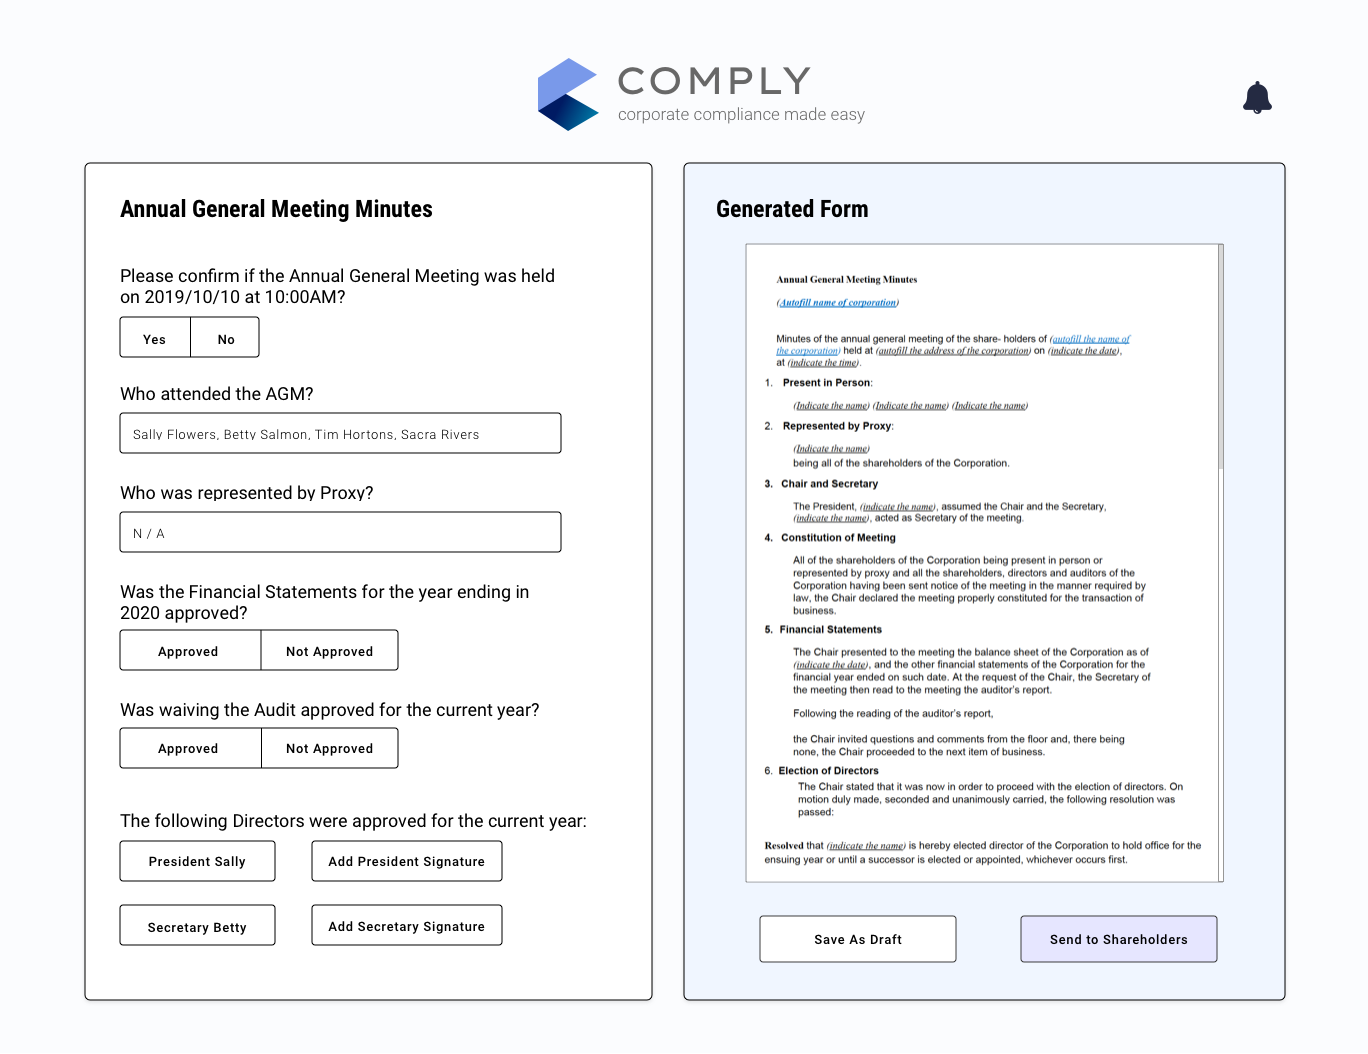 COMPLY
corporate compliance made easy
Annual General Meeting Minutes
Please confirm if the Annual General Meeting was held
on 2019/10/10 at 10:00AM?
Yes No
Who attended the AGM?
Sally Flowers, Betty Salmon, Tim Hortons, Sacra Rivers
Who was represented by Proxy?
N / A
Was the Financial Statements for the year ending in
2020 approved?
Approved Not Approved
Was waiving the Audit approved for the current year?
Approved Not Approved
The following Directors were approved for the current year:
President Sally Add President Signature
Secretary Betty Add Secretary Signature
Generated Form
Annual General Meeting Minutes
(Autofill name of corporation)
Minutes of the annual general meeting of the share- holders of (autofill the name of
the corporation) held at (autofill the address of the corporation) on (indicate the date),
at (indicate the time).
1. Present in Person:
(Indicate the name) (Indicate the name) (Indicate the name)
2. Represented by Proxy:
(Indicate the name)
being all of the shareholders of the Corporation.
3. Chair and Secretary
The President, (indicate the name), assumed the Chair and the Secretary,
(indicate the name), acted as Secretary of the meeting.
4. Constitution of Meeting
All of the shareholders of the Corporation being present in person or
represented by proxy and all the shareholders, directors and auditors of the
Corporation having been sent notice of the meeting in the manner required by
law, the Chair declared the meeting properly constituted for the transaction of
business.
5. Financial Statements
The Chair presented to the meeting the balance sheet of the Corporation as of
(indicate the date), and the other financial statements of the Corporation for the
financial year ended on such date. At the request of the Chair, the Secretary of
the meeting then read to the meeting the auditor's report.
Following the reading of the auditor's report,
the Chair invited questions and comments from the floor and, there being
none, the Chair proceeded to the next item of business.
6. Election of Directors
The Chair stated that it was now in order to proceed with the election of directors. On
motion duly made, seconded and unanimously carried, the following resolution was
passed:
Resolved that (indicate the name) is hereby elected director of the Corporation to hold office for the
ensuing year or until a successor is elected or appointed, whichever occurs first.
Save As Draft Send to Shareholders